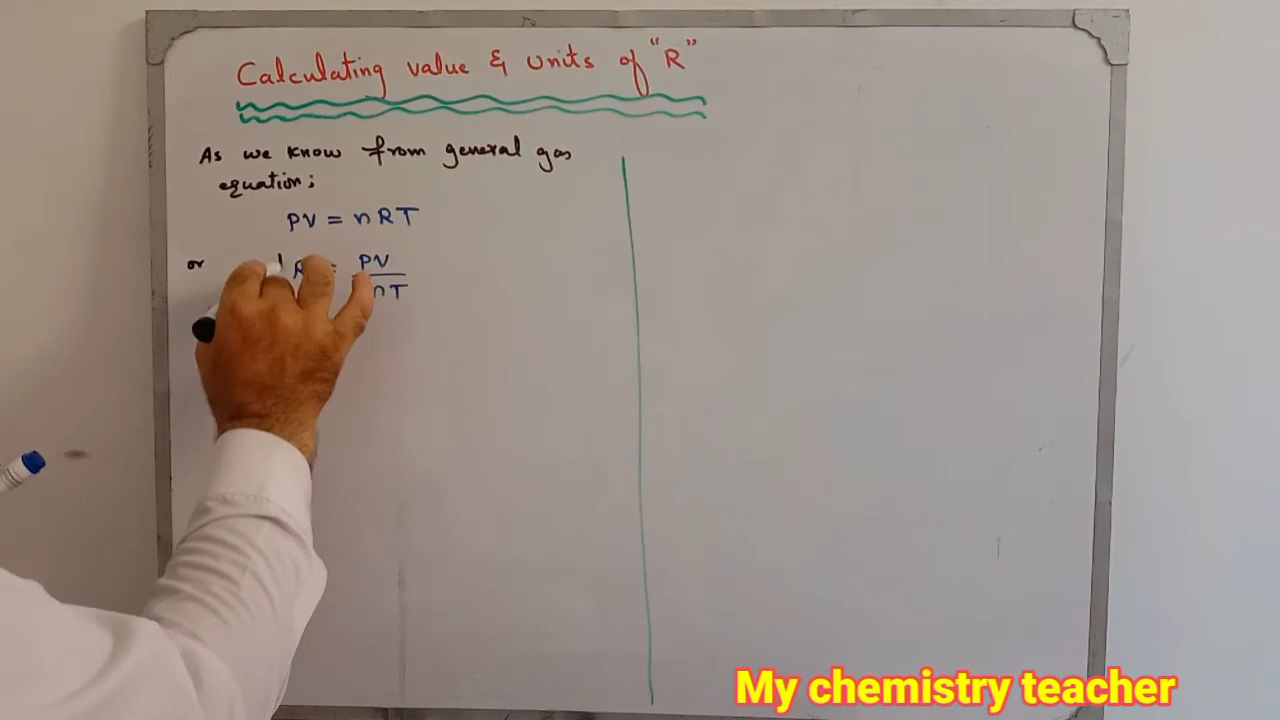 Calculating value & units of "R"
As we know from general gas
equation;
PV = nRT
or R = PV
nT
My chemistry teacher